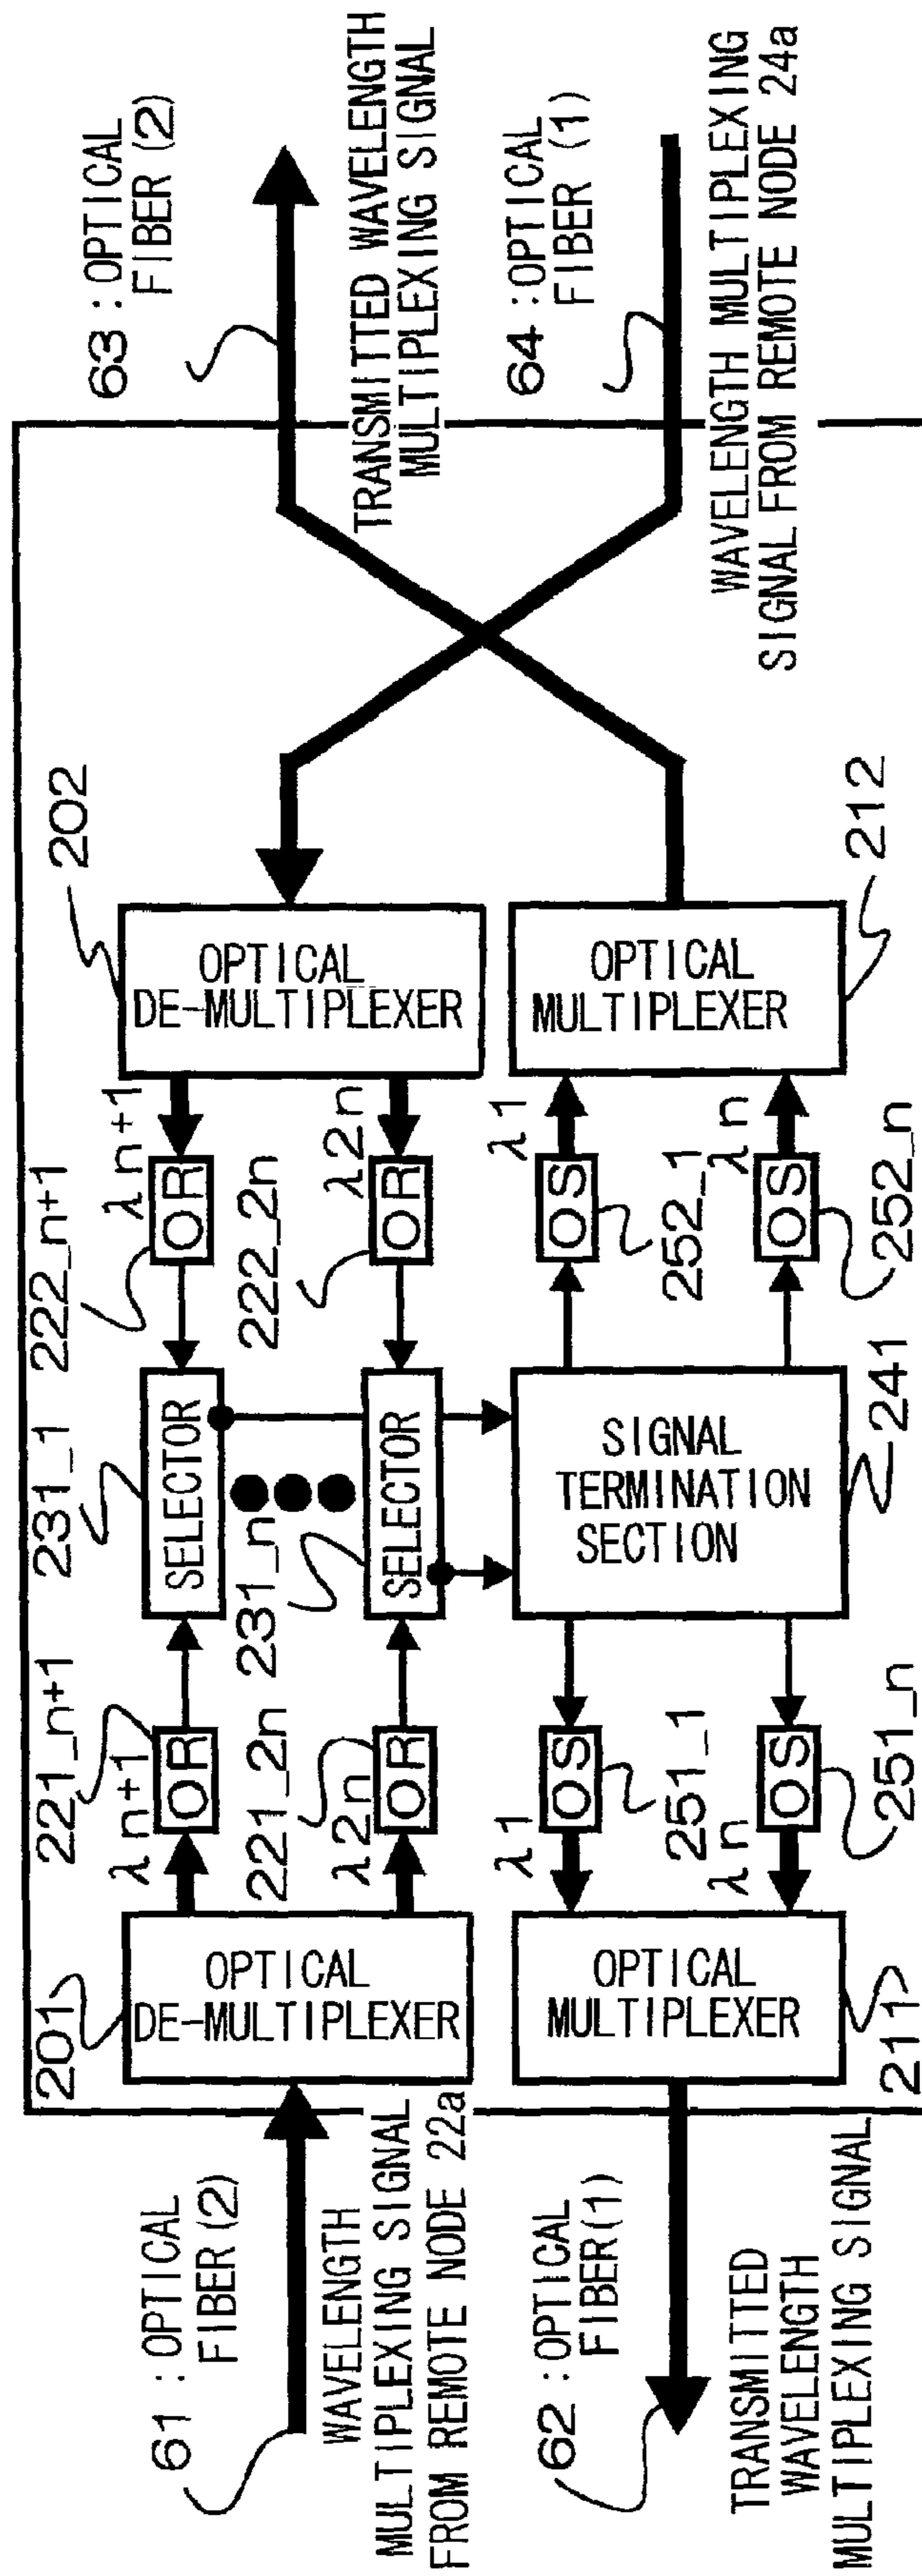 61 : OPTICAL
FIBER (2)
WAVELENGTH
MULTIPLEXING SIGNAL
FROM REMOTE NODE 22a
62 : OPTICAL
FIBER (1)
TRANSMITTED
WAVELENGTH
MULTIPLEXING SIGNAL
201
OPTICAL
DE-MULTIPLEXER
OPTICAL
MULTIPLEXER
211
221_n+1
λn+1
OR
221_2n
λ2n
OR
λ1
OS
251_1
λn
OS
251_n
231_1
SELECTOR
231_n
SELECTOR
SIGNAL
TERMINATION
SECTION
241
222_n+1
λn+1
OR
222_2n
λ2n
OR
λ1
OS
252_1
λn
OS
252_n
202
OPTICAL
DE-MULTIPLEXER
OPTICAL
MULTIPLEXER
212
63 : OPTICAL
FIBER (2)
TRANSMITTED WAVELENGTH
MULTIPLEXING SIGNAL
64 : OPTICAL
FIBER (1)
WAVELENGTH MULTIPLEXING
SIGNAL FROM REMOTE NODE 24a